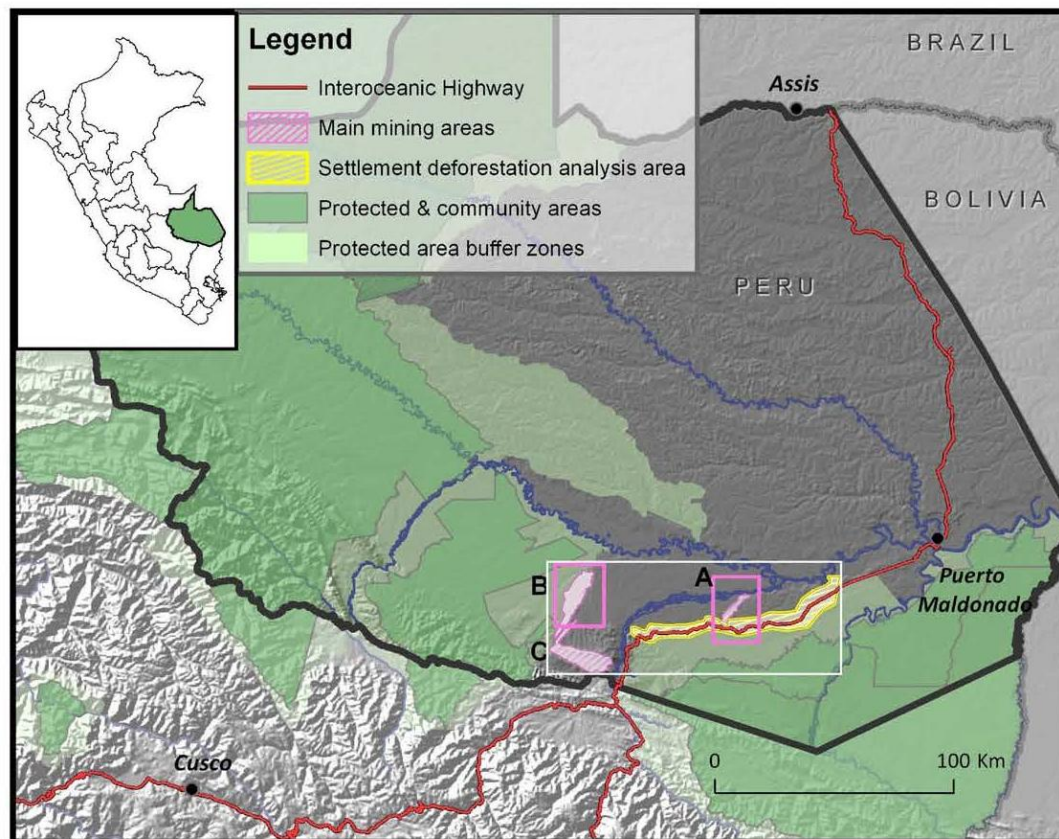 Legend
Interoceanic Highway
Main mining areas
Settlement deforestation analysis area
Protected & community areas
Protected area buffer zones
BRAZIL
Assis
BOLIVIA
PERU
A
B
C
Puerto
Maldonado
0
100 Km
Cusco